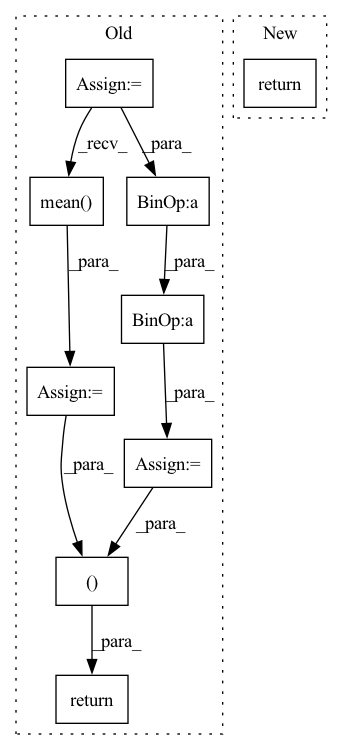 Old
New
Assign:=
return
_recv_
_para_
mean()
BinOp:a
_para_
_para_
BinOp:a
_para_
Assign:=
Assign:=
_para_
_para_
()
_para_
return